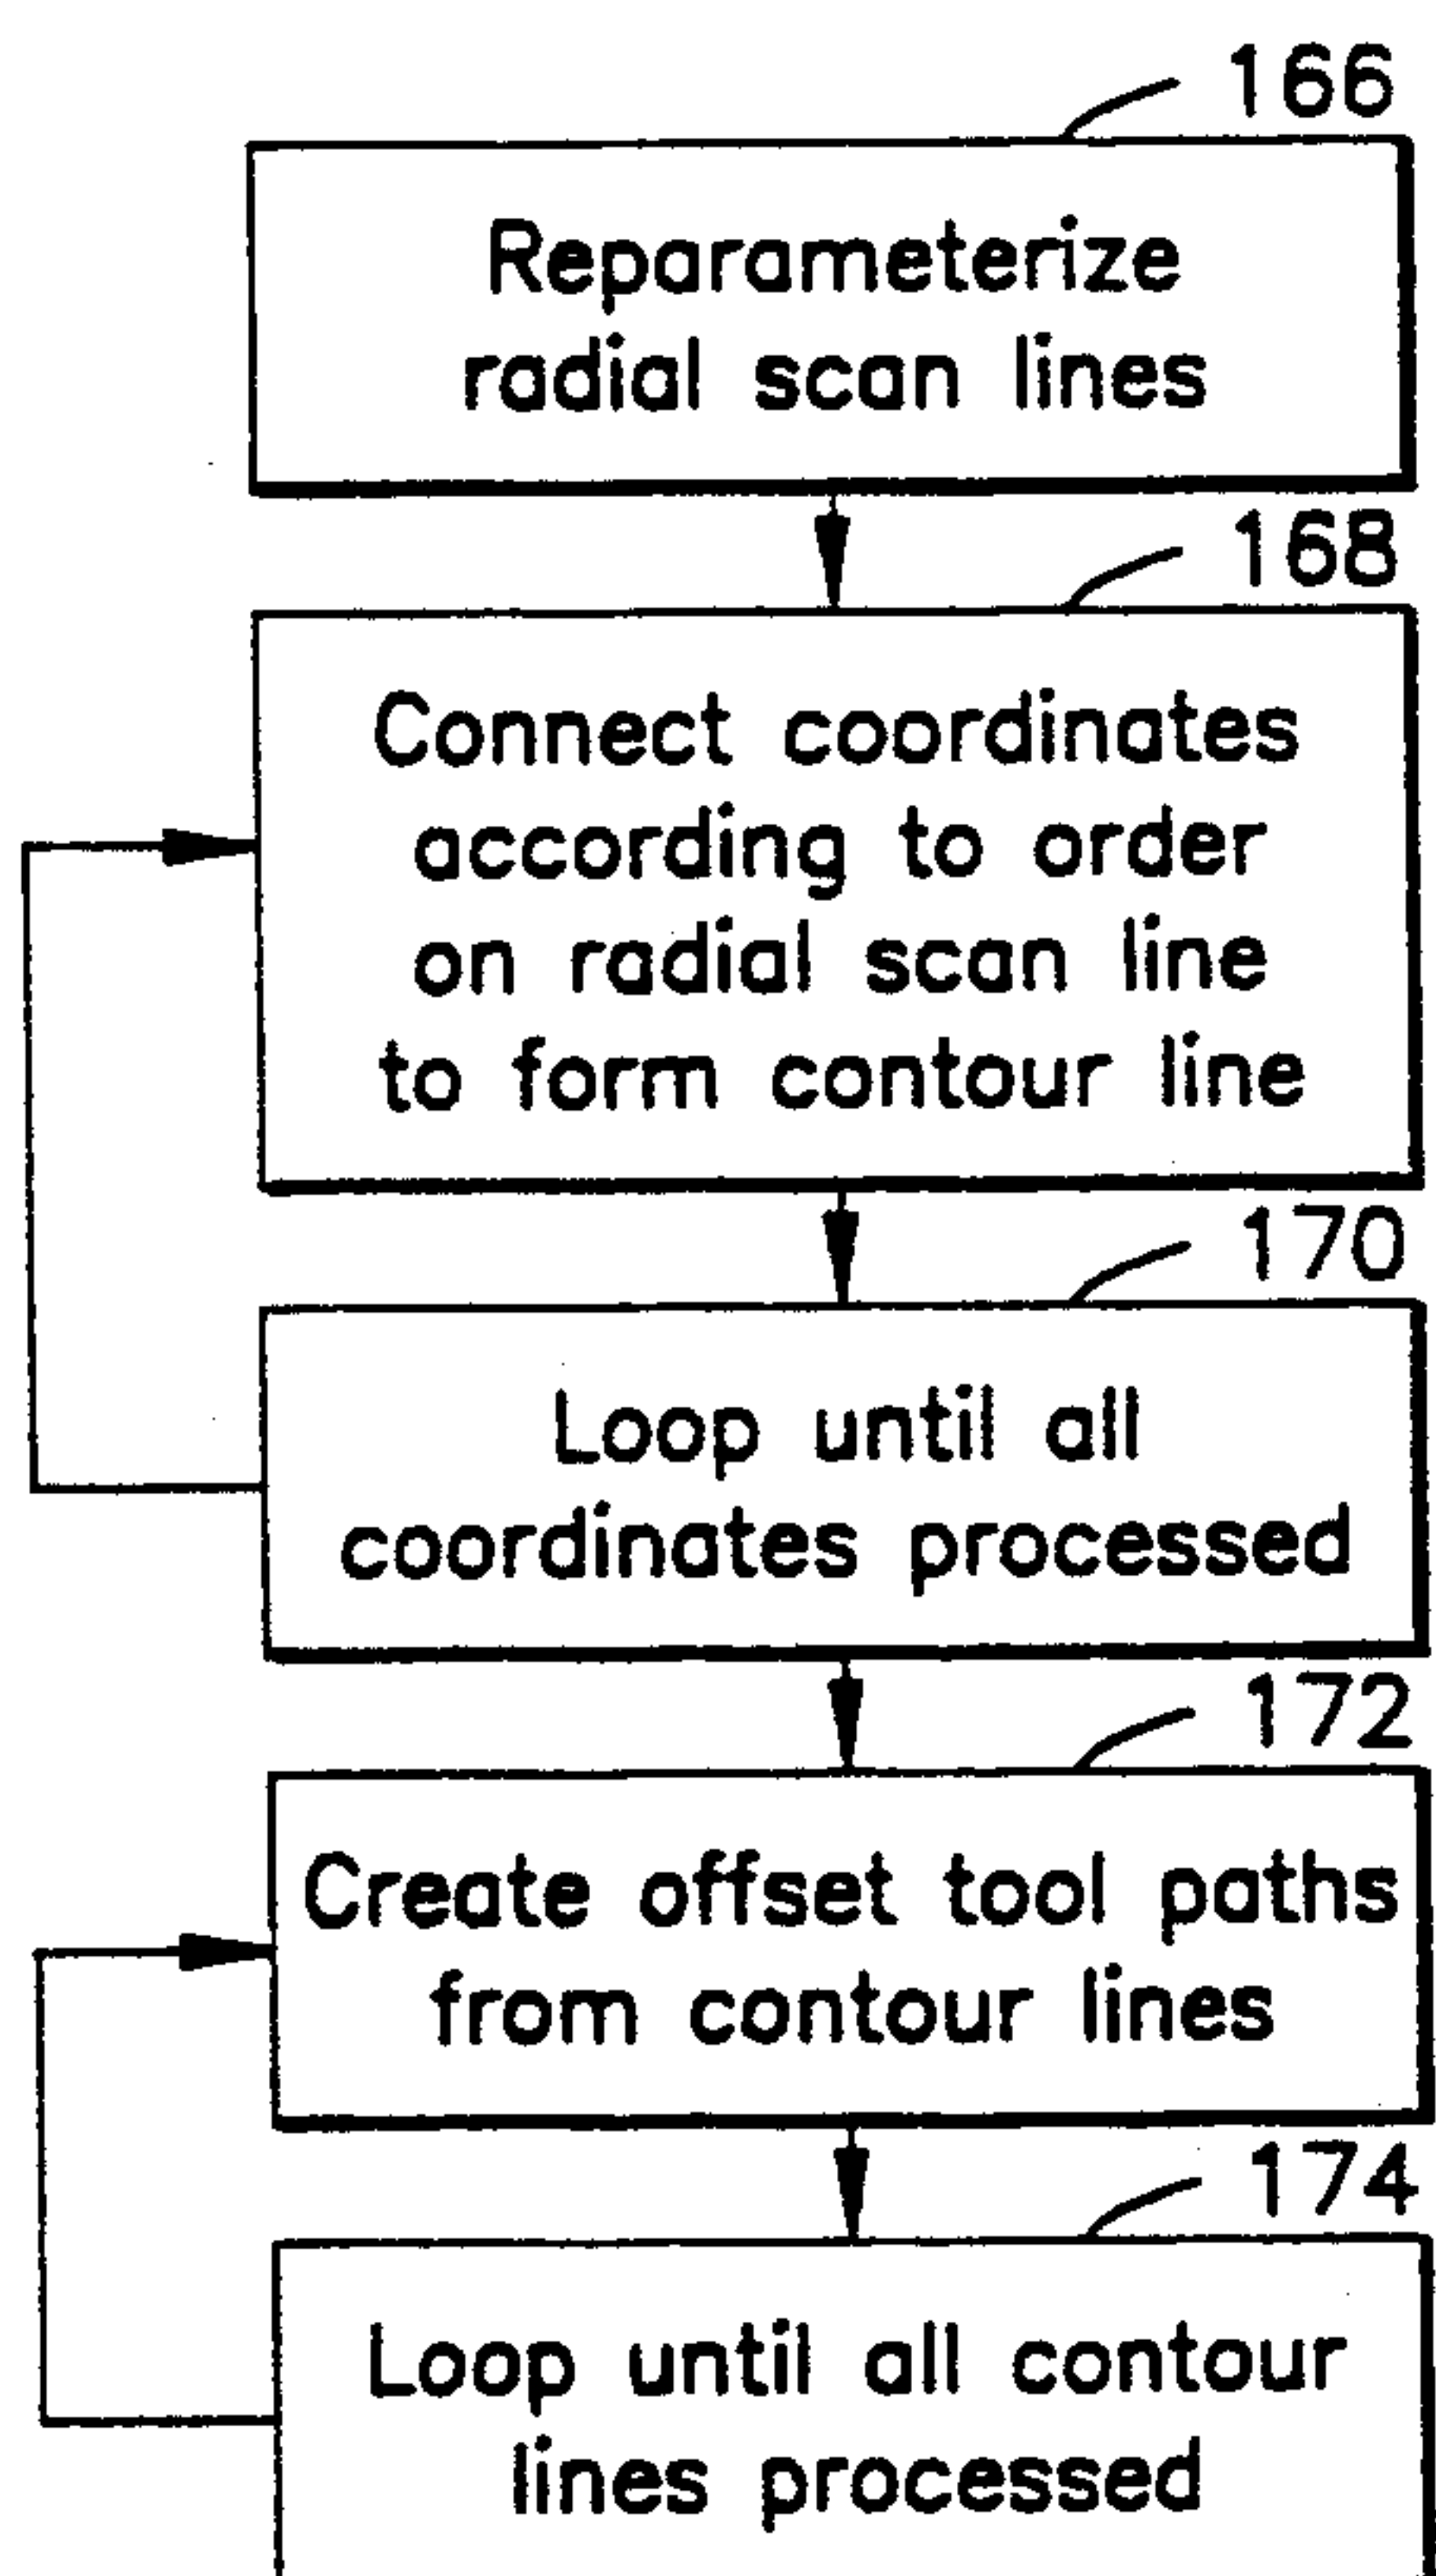 166
Reparameterize
radial scan lines
168
Connect coordinates
according to order
on radial scan line
to form contour line
170
Loop until all
coordinates processed
172
Create offset tool paths
from contour lines
174
Loop until all contour
lines processed